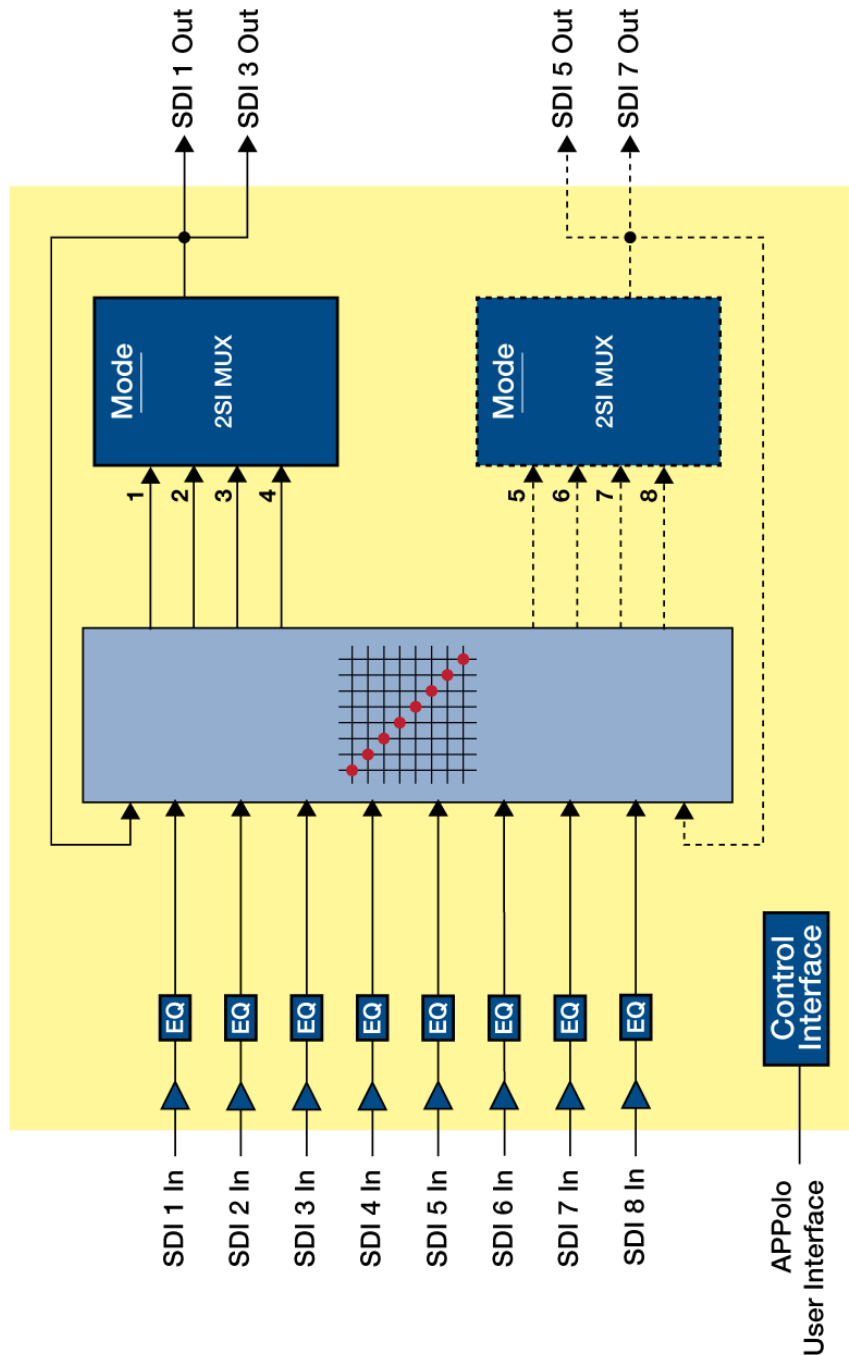 SDI 1 In
SDI 2 In
SDI 3 In
SDI 4 In
SDI 5 In
SDI 6 In
SDI 7 In
SDI 8 In
EQ
EQ
EQ
EQ
EQ
EQ
EQ
EQ
1
2
3
4
Mode
2SI MUX
SDI 1 Out
SDI 3 Out
5
6
7
8
Mode
2SI MUX
SDI 5 Out
SDI 7 Out
APPolo
User Interface
Control
Interface